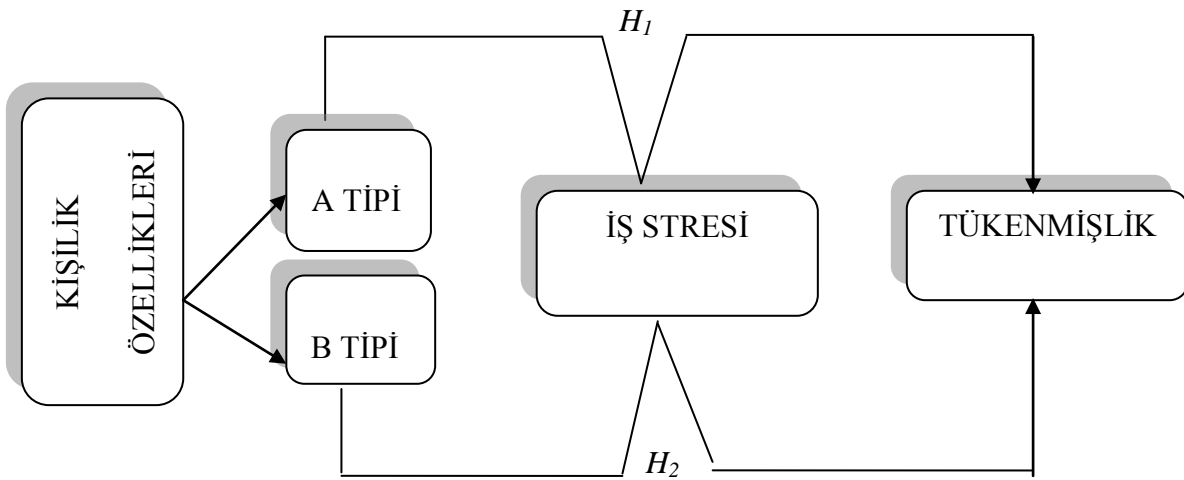 H1
KİŞİLİK
ÖZELLİKLERİ
A TİPİ
İŞ STRESİ
TÜKENMİŞLİK
B TİPİ
H2